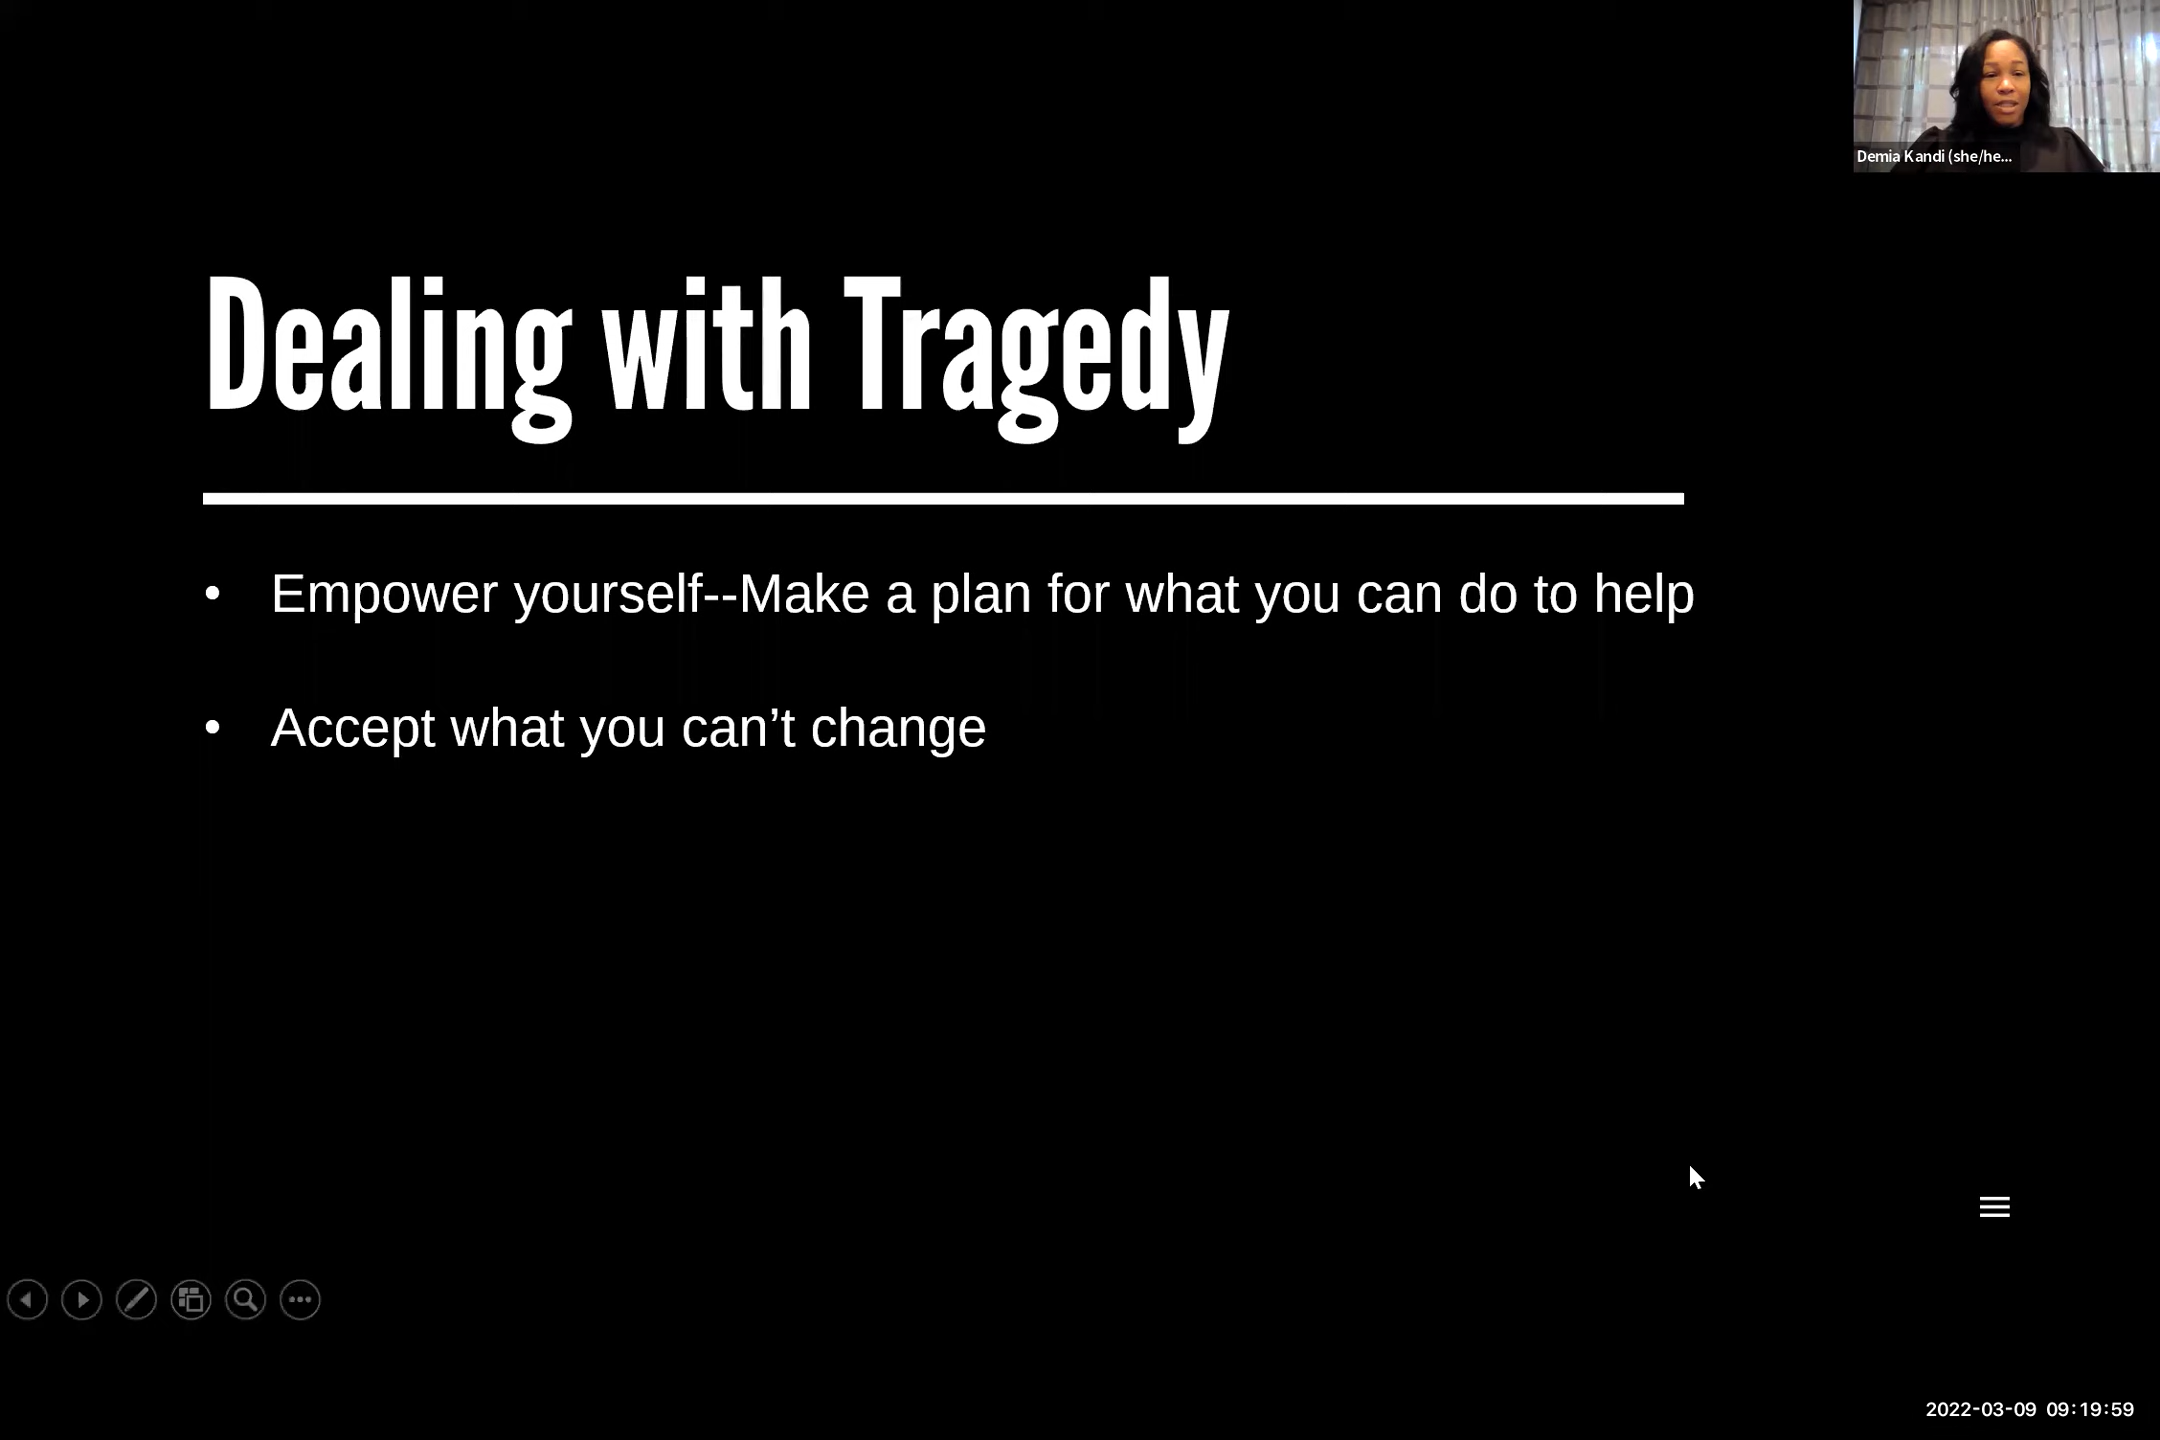 Demia Kandi (she/he...
Dealing with Tragedy
• Empower yourself--Make a plan for what you can do to help
• Accept what you can’t change
2022-03-09 09:19:59